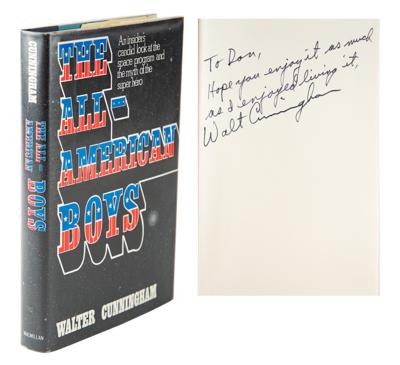 CUNNINGHAM
THE ALL-
AMERICAN
BOYS
MACMILLAN
An insider's
candid look at the
space program and
the myth of the
super hero
THE
ALL-
AMERICAN
BOYS
WALTER CUNNINGHAM
To Don,
Hope you enjoy it as much
as I enjoyed living it,
Walt Cunningham